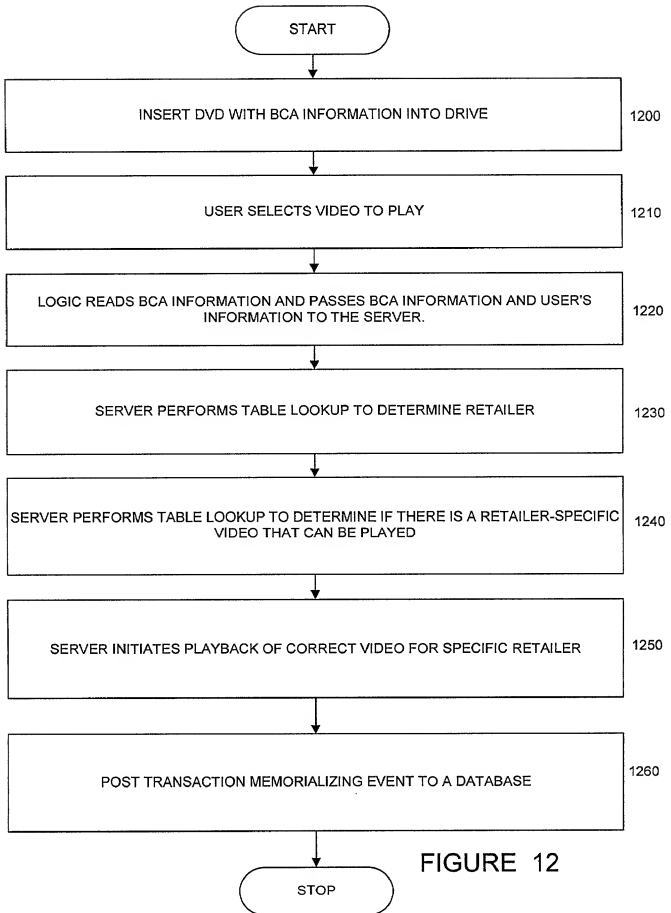 START
INSERT DVD WITH BCA INFORMATION INTO DRIVE
1200
USER SELECTS VIDEO TO PLAY
1210
LOGIC READS BCA INFORMATION AND PASSES BCA INFORMATION AND USER'S
INFORMATION TO THE SERVER.
1220
SERVER PERFORMS TABLE LOOKUP TO DETERMINE RETAILER
1230
SERVER PERFORMS TABLE LOOKUP TO DETERMINE IF THERE IS A RETAILER-SPECIFIC
VIDEO THAT CAN BE PLAYED
1240
SERVER INITIATES PLAYBACK OF CORRECT VIDEO FOR SPECIFIC RETAILER
1250
POST TRANSACTION MEMORIALIZING EVENT TO A DATABASE
1260
FIGURE 12
STOP